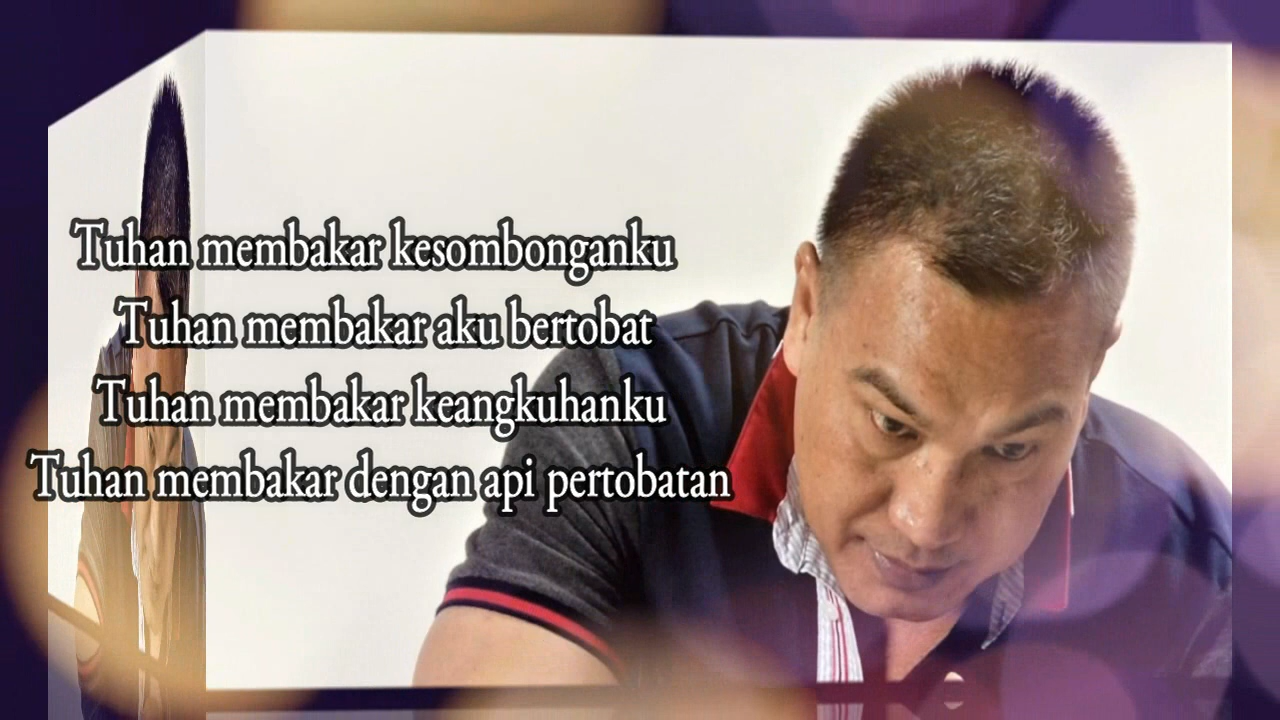 Tuhan membakar kesombonganku
Tuhan membakar aku bertobat
Tuhan membakar keangkuhanku
Tuhan membakar dengan api pertobatan